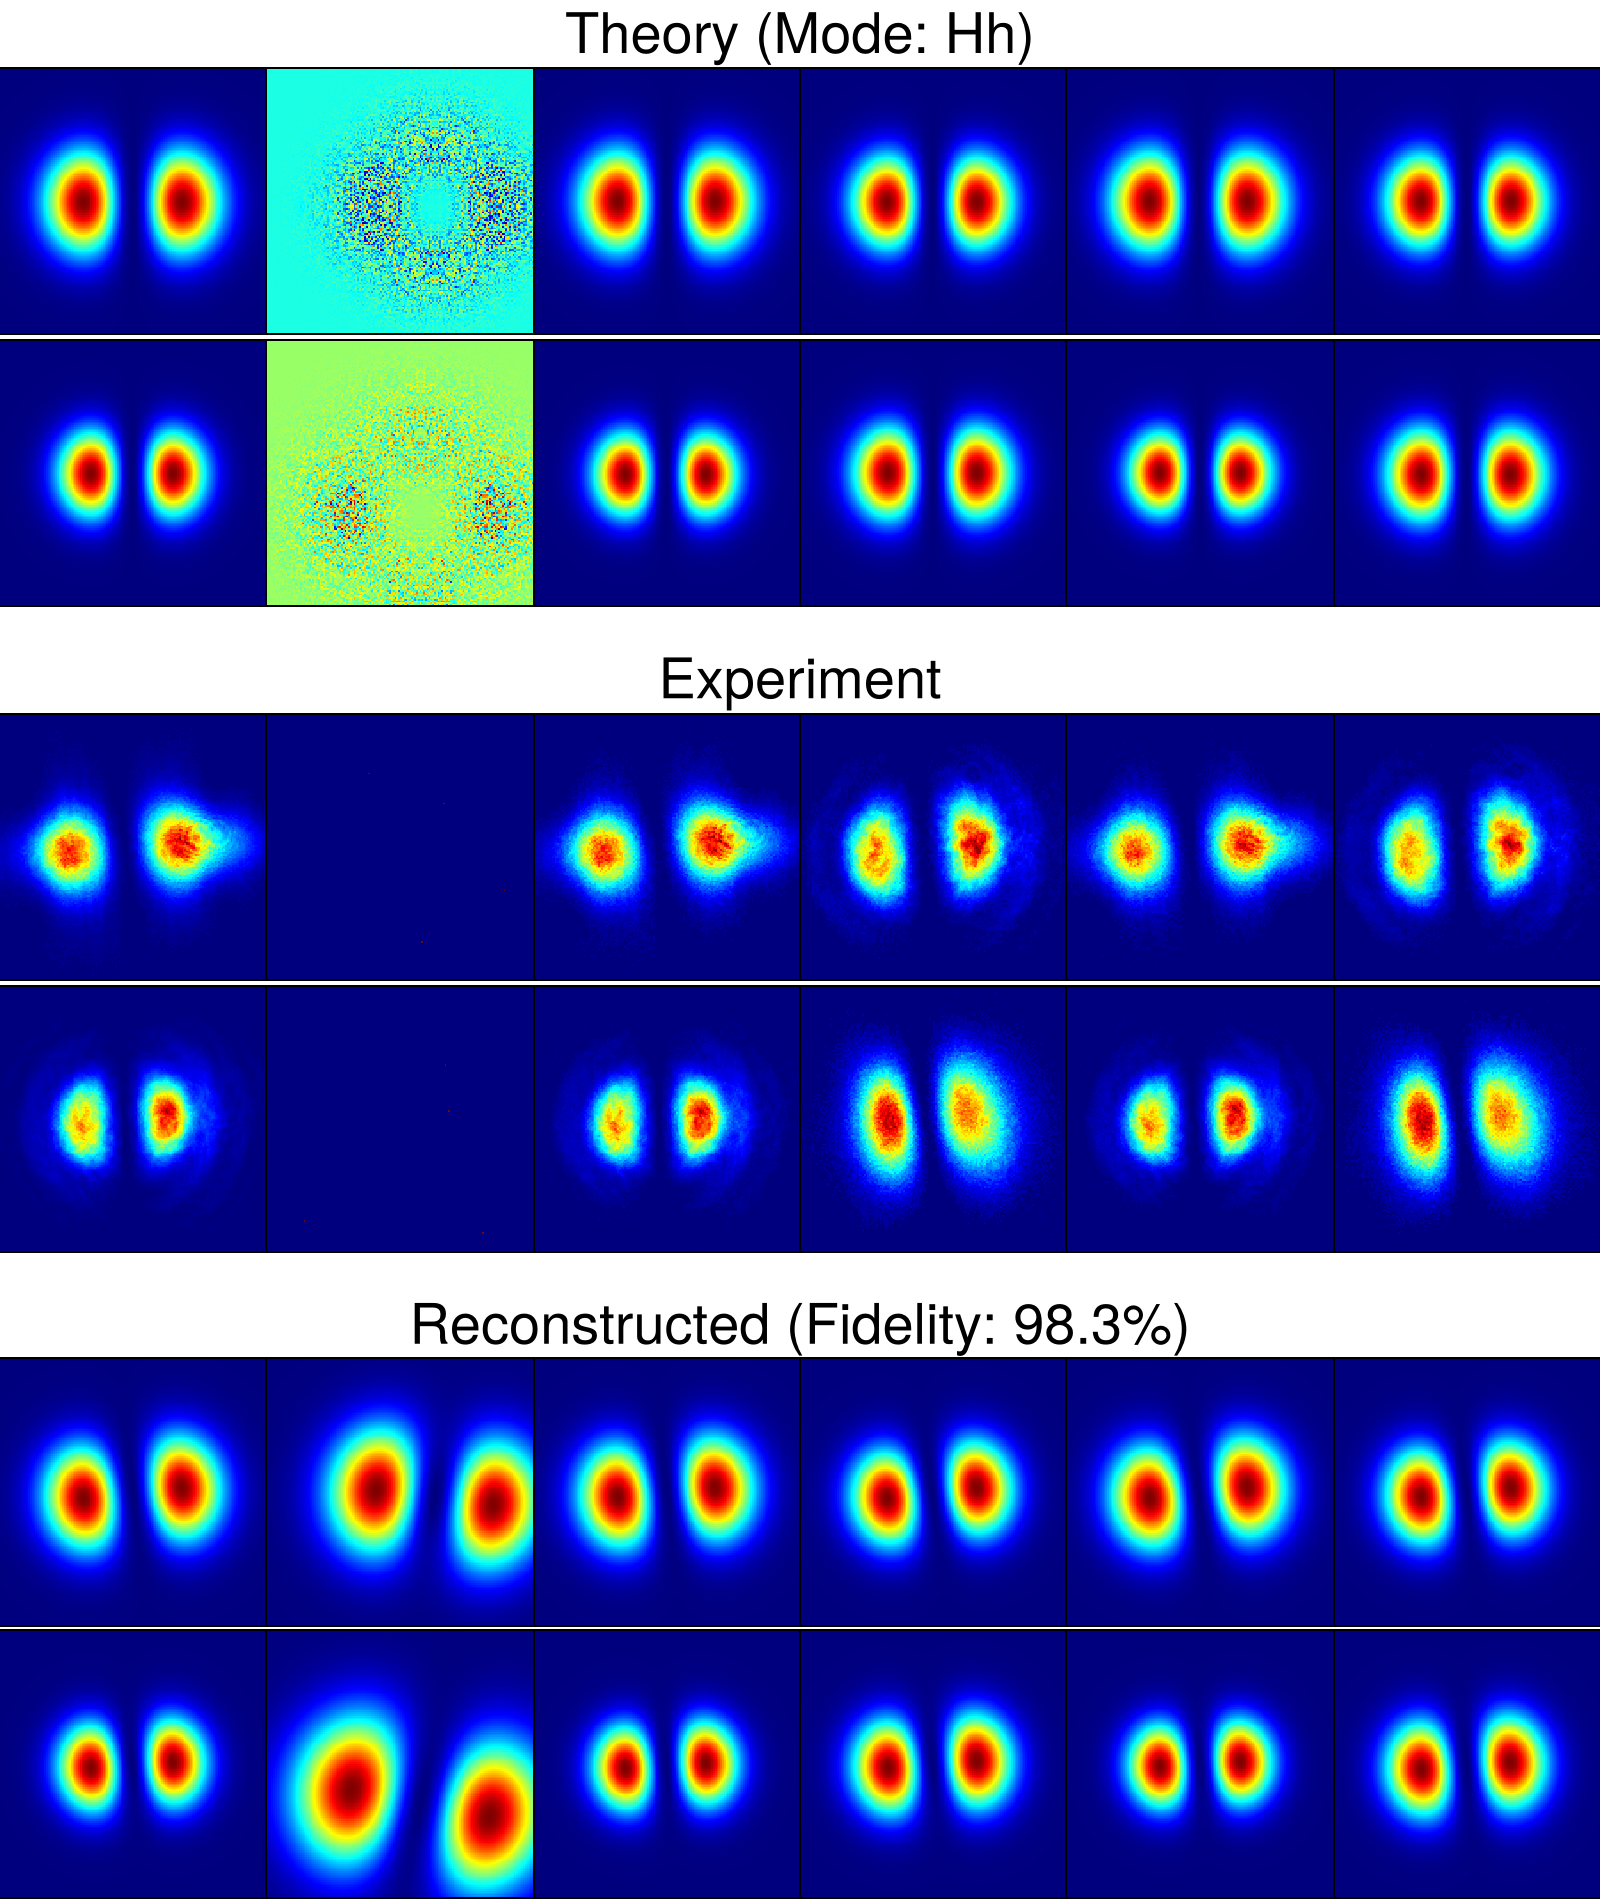 Theory (Mode: Hh)
Experiment
Reconstructed (Fidelity: 98.3%)